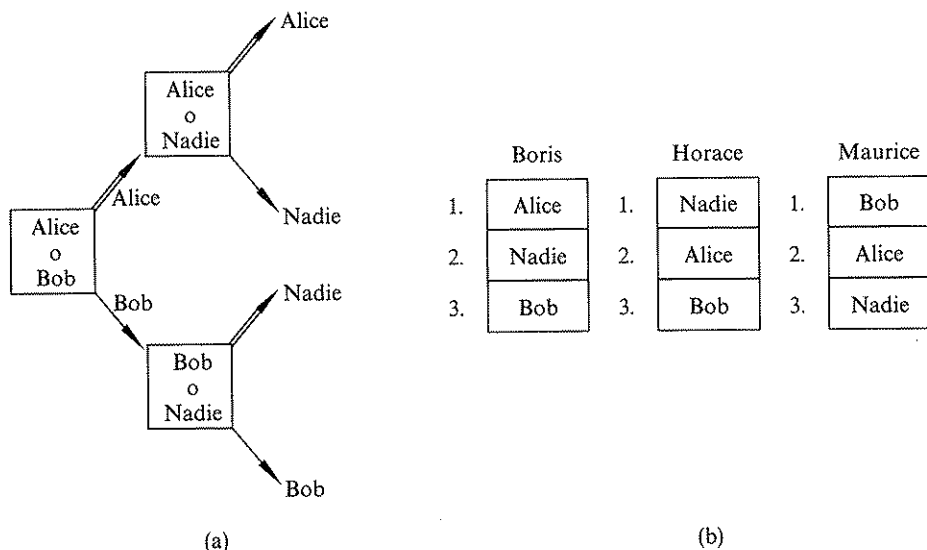 Alice
Alice
o
Nadie
Alice
Nadie
Alice
o
Bob
Bob
Nadie
Bob
o
Nadie
Bob
(a)
Boris Horace Maurice
1. Alice 1. Nadie 1. Bob
2. Nadie 2. Alice 2. Alice
3. Bob 3. Bob 3. Nadie
(b)